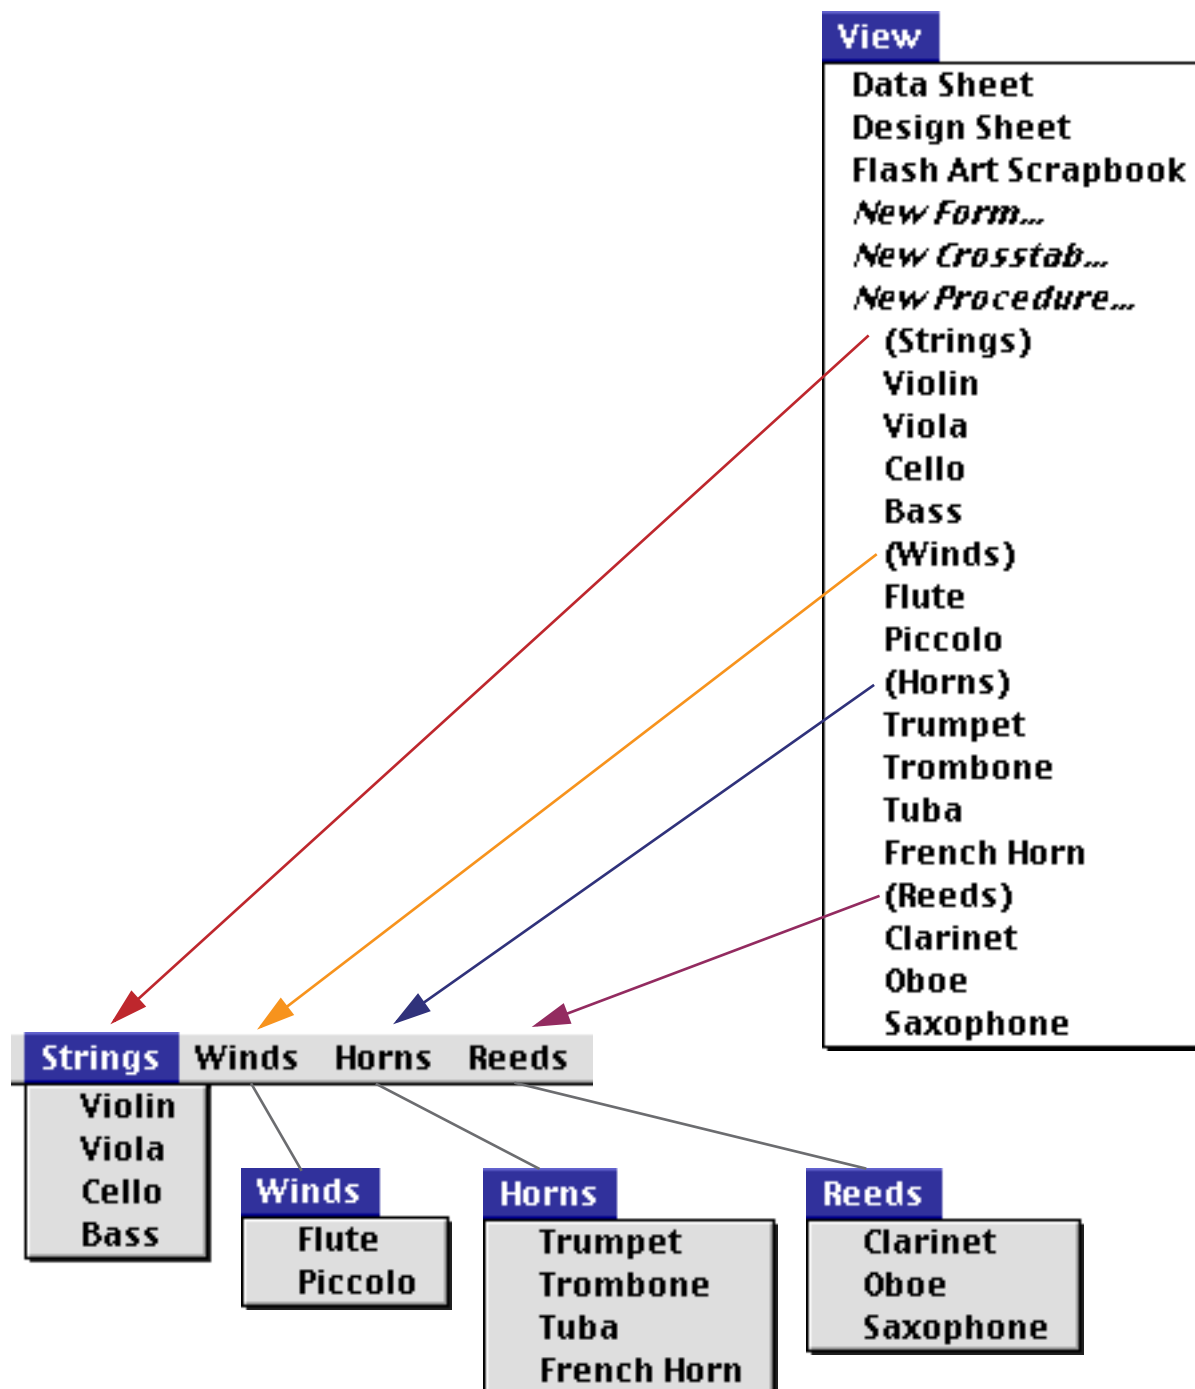 View
Data Sheet
Design Sheet
Flash Art Scrapbook
New Form...
New Crosstab...
New Procedure...
(Strings)
Violin
Viola
Cello
Bass
(Winds)
Flute
Piccolo
(Horns)
Trumpet
Trombone
Tuba
French Horn
(Reeds)
Clarinet
Oboe
Saxophone
Strings Winds Horns Reeds
Violin
Viola
Cello
Bass
Winds
Flute
Piccolo
Horns
Trumpet
Trombone
Tuba
French Horn
Reeds
Clarinet
Oboe
Saxophone